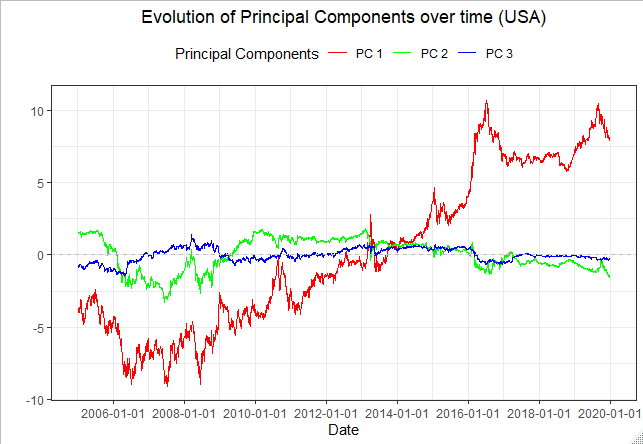 Evolution of Principal Components over time (USA)
Principal Components PC 1 PC 2 PC 3
10
5
0
-5
-10
2006-01-01 2008-01-01 2010-01-01 2012-01-01 2014-01-01 2016-01-01 2018-01-01 2020-01-01
Date